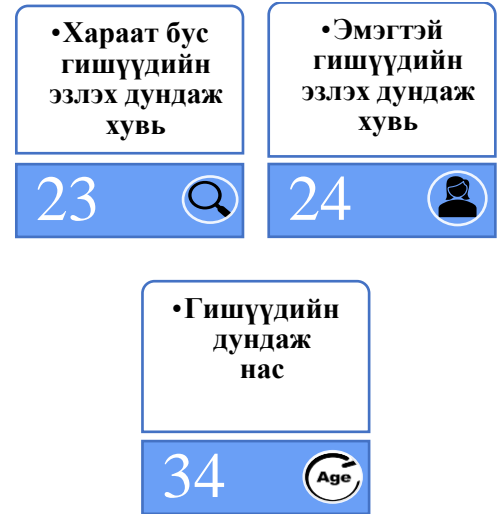 •Хараат бус
гишүүдийн
эзлэх дундаж
хувь
23
•Эмэгтэй
гишүүдийн
эзлэх дундаж
хувь
24
•Гишүүдийн
дундаж
нас
34
Age